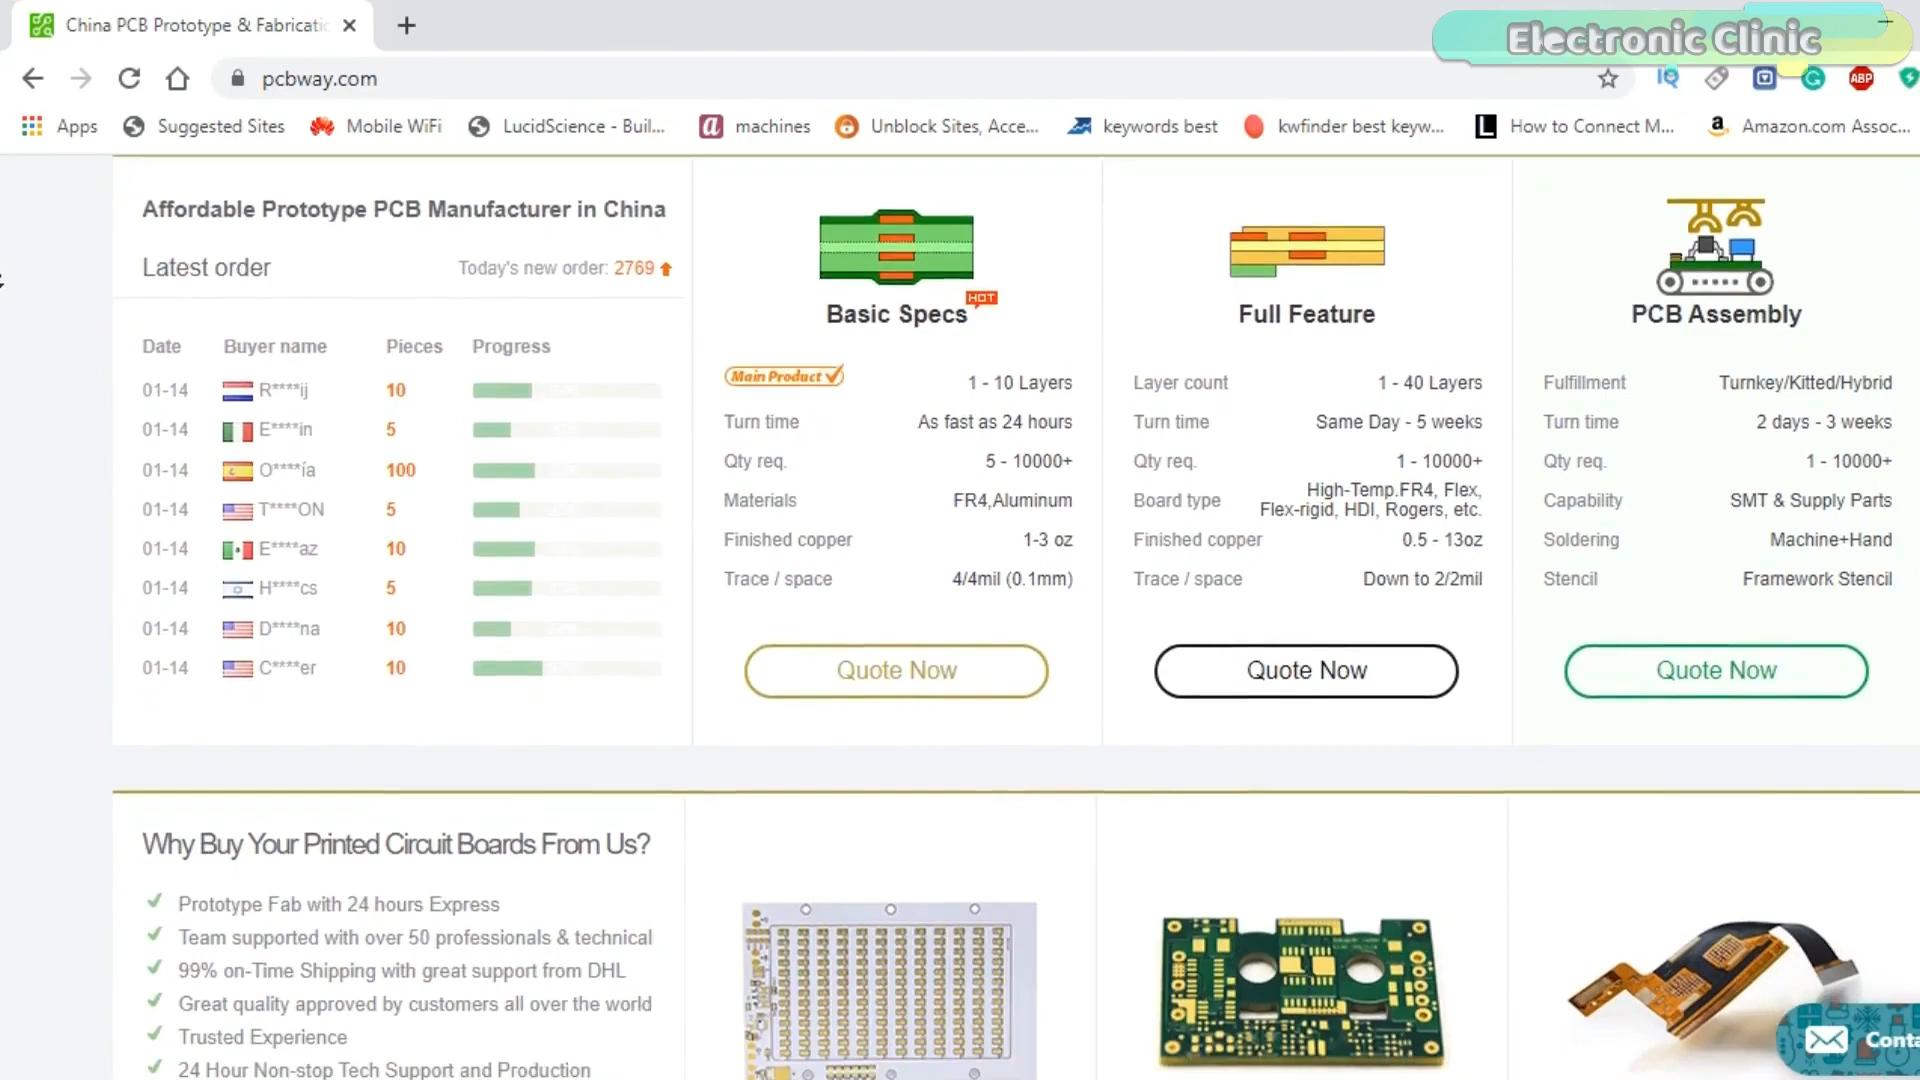 China PCB Prototype & Fabricatic
Electronic Clinic
pcbway.com
ABP
Apps
Suggested Sites
Mobile WiFi
LucidScience - Buil...
machines
Unblock Sites, Acce...
keywords best
kwfinder best keyw...
How to Connect M...
Amazon.com Assoc...
Affordable Prototype PCB Manufacturer in China
Latest order
Today's new order: 2769
Date Buyer name Pieces Progress
01-14 R****ij 10
01-14 E****in 5
01-14 O****ía 100
01-14 T****ON 5
01-14 E****az 10
01-14 H****cs 5
01-14 D****na 10
01-14 C****er 10
HOT
Basic Specs
Main Product 1 - 10 Layers
Turn time As fast as 24 hours
Qty req. 5 - 10000+
Materials FR4,Aluminum
Finished copper 1-3 oz
Trace / space 4/4mil (0.1mm)
Quote Now
Full Feature
Layer count 1 - 40 Layers
Turn time Same Day - 5 weeks
Qty req. 1 - 10000+
Board type High-Temp.FR4, Flex,
Flex-rigid, HDI, Rogers, etc.
Finished copper 0.5 - 13oz
Trace / space Down to 2/2mil
Quote Now
PCB Assembly
Fulfillment Turnkey/Kitted/Hybrid
Turn time 2 days - 3 weeks
Qty req. 1 - 10000+
Capability SMT & Supply Parts
Soldering Machine+Hand
Stencil Framework Stencil
Quote Now
Why Buy Your Printed Circuit Boards From Us?
Prototype Fab with 24 hours Express
Team supported with over 50 professionals & technical
99% on-Time Shipping with great support from DHL
Great quality approved by customers all over the world
Trusted Experience
24 Hour Non-stop Tech Support and Production
Conta